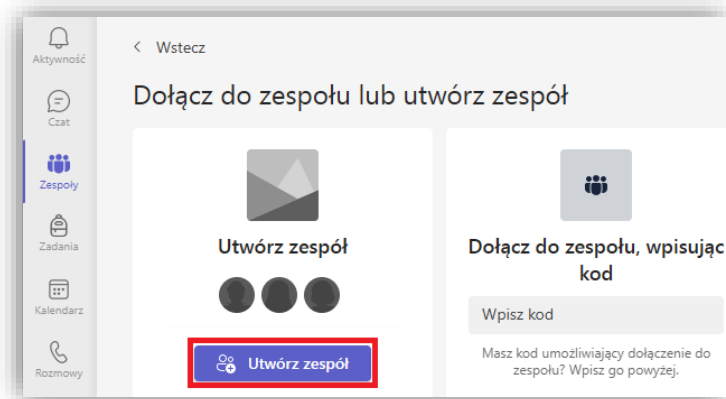 Aktywność
Czat
Zespoły
Zadania
Kalendarz
Rozmowy
Wstecz
Dołącz do zespołu lub utwórz zespół
Utwórz zespół
Utwórz zespół
Dołącz do zespołu, wpisując
kod
Wpisz kod
Masz kod umożliwiający dołączenie do
zespołu? Wpisz go powyżej.